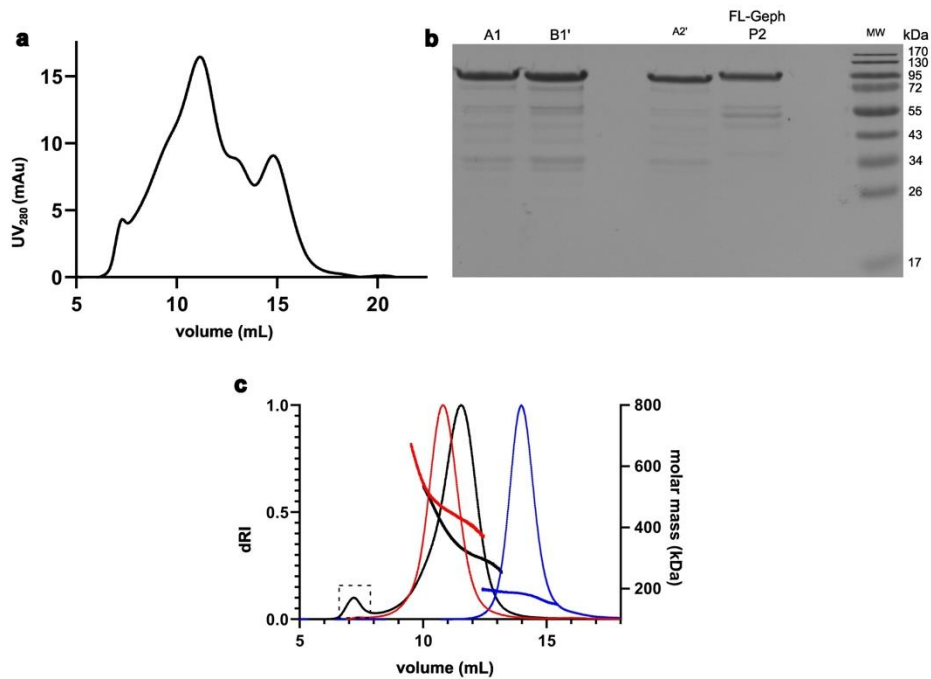 a
15
10
5
0
UV280 (mAu)
5 10 15 20
volume (mL)
b
FL-Geph
A1 B1' A2' P2 MW kDa
170
130
95
72
55
43
34
26
17
c
1.0
0.5
0.0
dRI
800
600
400
200
molar mass (kDa)
5 10 15
volume (mL)